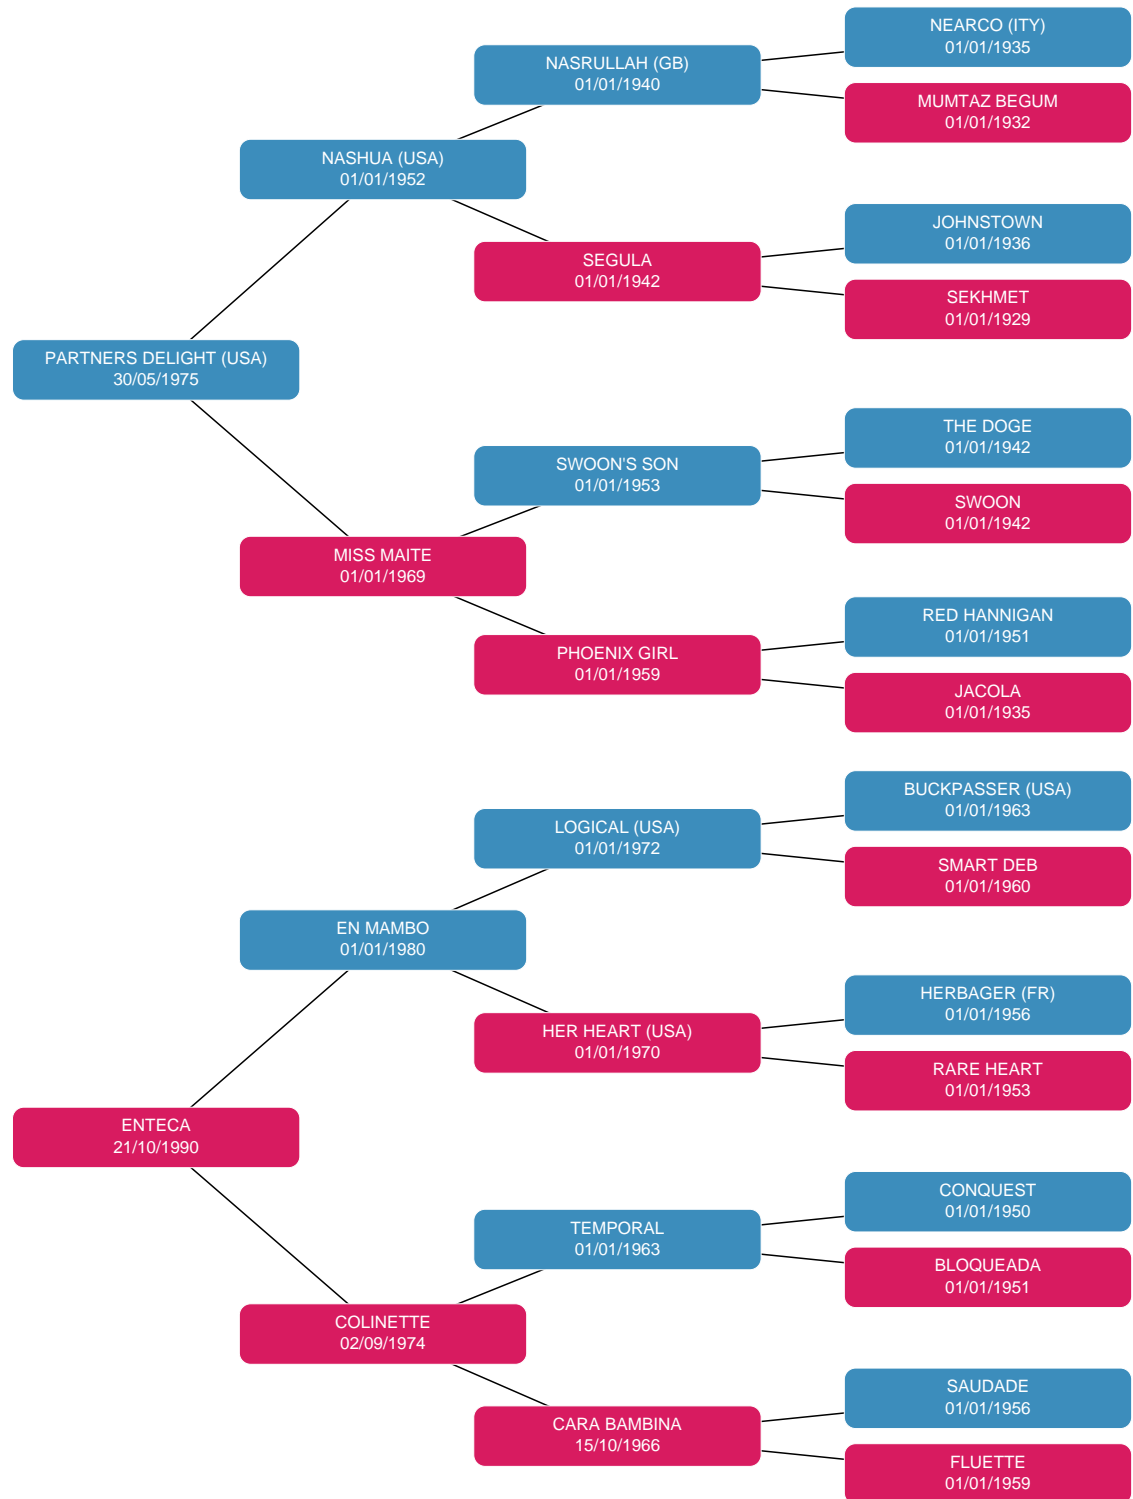 NEARCO (ITY)
01/01/1935
NASRULLAH (GB)
01/01/1940
MUMTAZ BEGUM
01/01/1932
NASHUA (USA)
01/01/1952
JOHNSTOWN
01/01/1936
SEGULA
01/01/1942
SEKHMET
01/01/1929
PARTNERS DELIGHT (USA)
30/05/1975
THE DOGE
01/01/1942
SWOON'S SON
01/01/1953
SWOON
01/01/1942
MISS MAITE
01/01/1969
RED HANNIGAN
01/01/1951
PHOENIX GIRL
01/01/1959
JACOLA
01/01/1935
BUCKPASSER (USA)
01/01/1963
LOGICAL (USA)
01/01/1972
SMART DEB
01/01/1960
EN MAMBO
01/01/1980
HERBAGER (FR)
01/01/1956
HER HEART (USA)
01/01/1970
RARE HEART
01/01/1953
ENTECA
21/10/1990
CONQUEST
01/01/1950
TEMPORAL
01/01/1963
BLOQUEADA
01/01/1951
COLINETTE
02/09/1974
SAUDADE
01/01/1956
CARA BAMBINA
15/10/1966
FLUETTE
01/01/1959